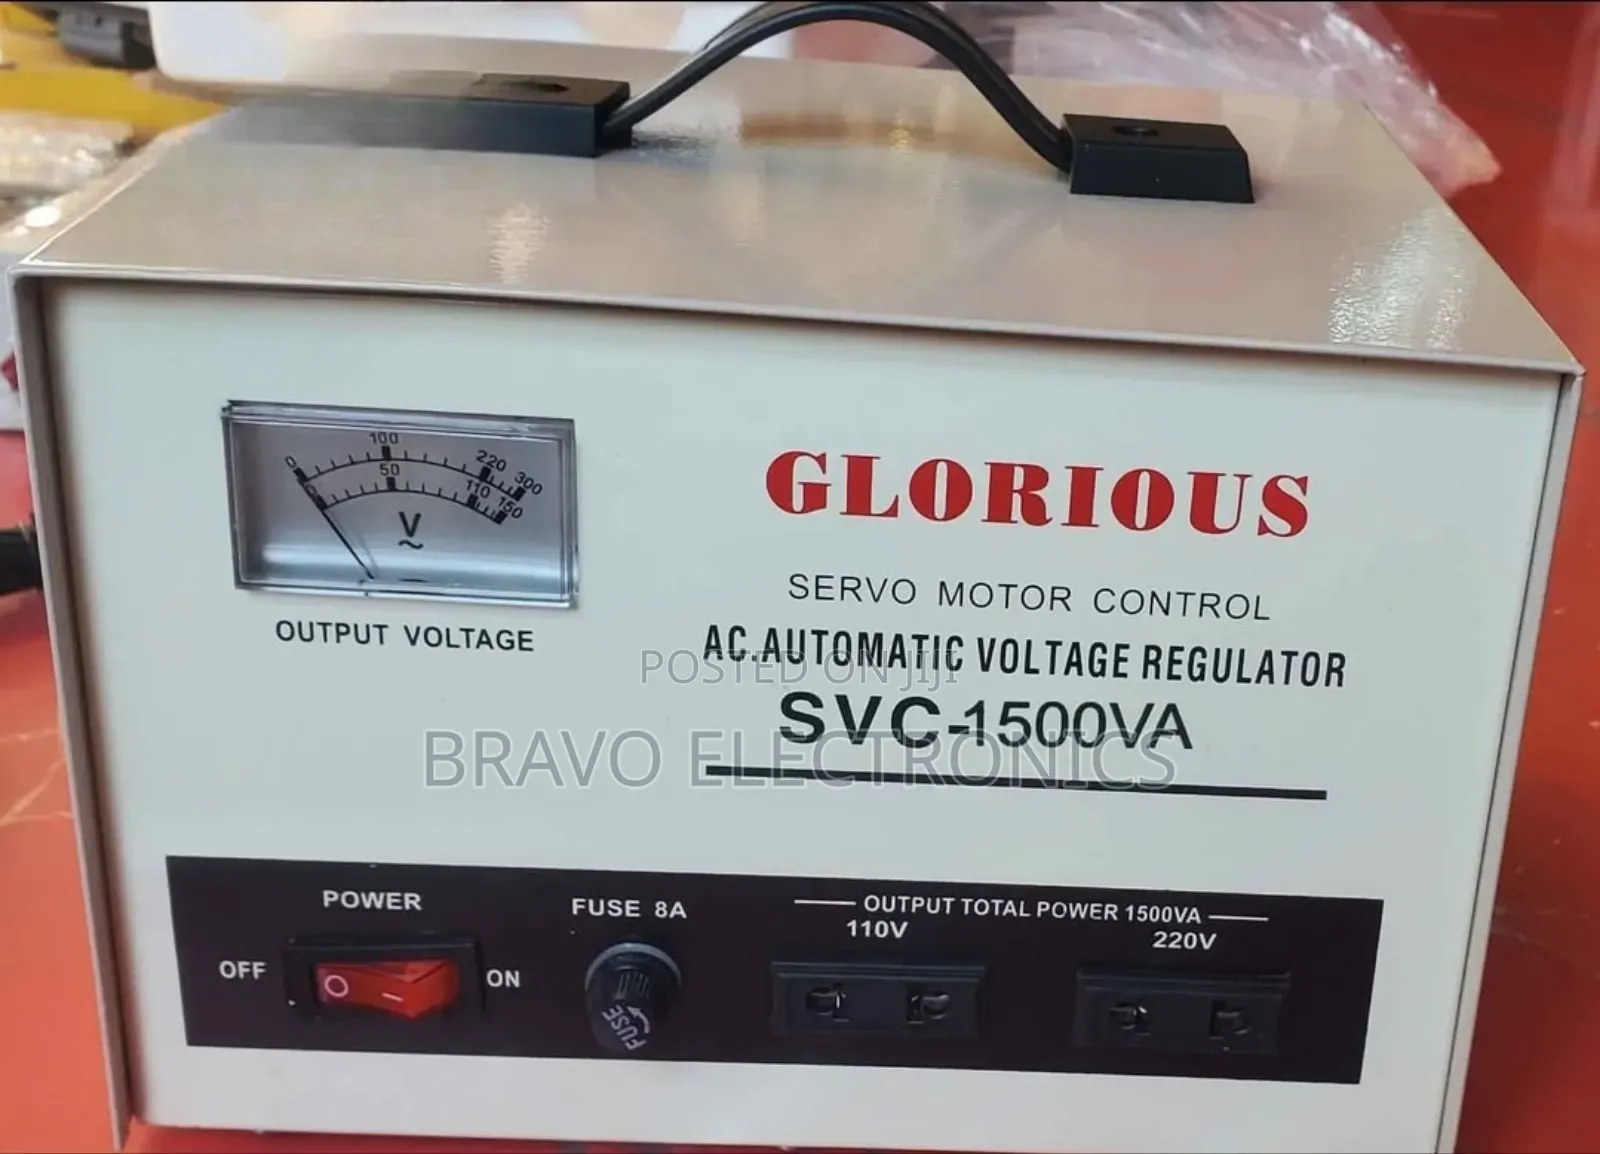 0
100
220
300
50
110
150
V
~
OUTPUT VOLTAGE
GLORIOUS
SERVO MOTOR CONTROL
AC.AUTOMATIC VOLTAGE REGULATOR
SVC-1500VA
POSTED ON JIJI
BRAVO ELECTRONICS
POWER
OFF
ON
FUSE 8A
FUSE
OUTPUT TOTAL POWER 1500VA
110V
220V